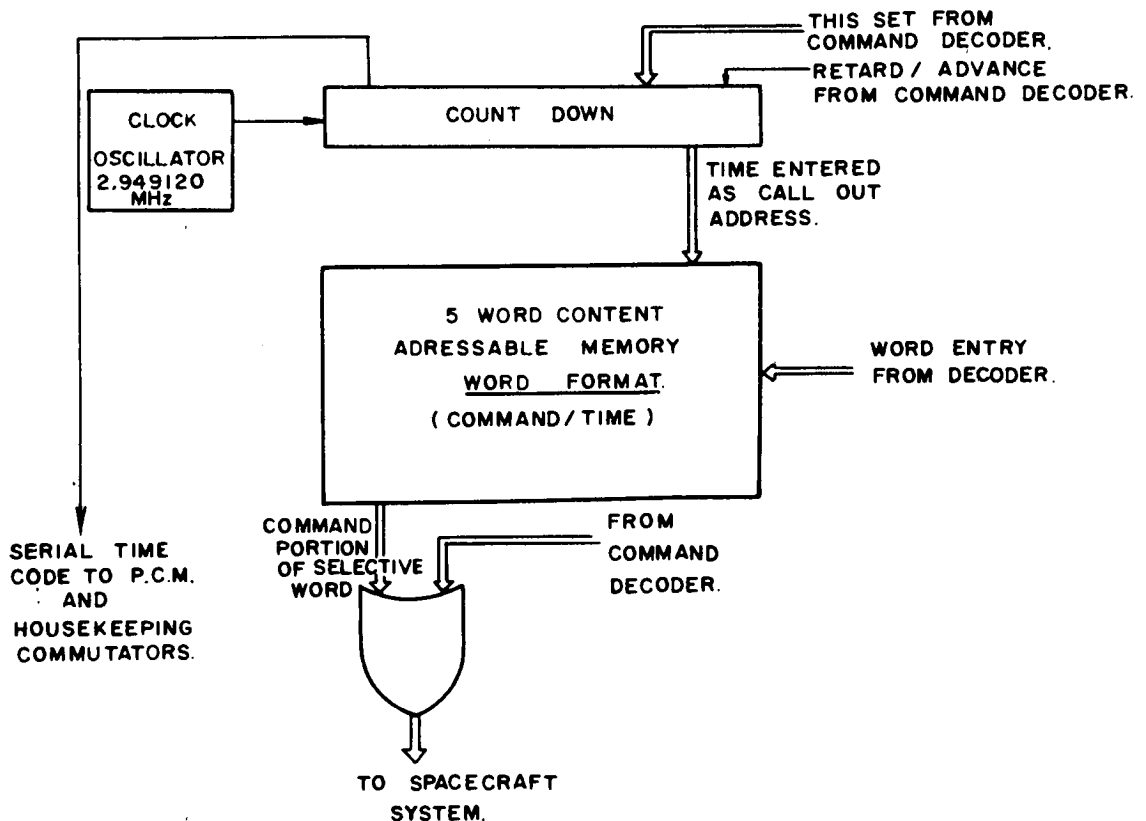 THIS SET FROM
COMMAND DECODER.
RETARD / ADVANCE
FROM COMMAND DECODER.
CLOCK
OSCILLATOR
2.949120
MHz
COUNT DOWN
TIME ENTERED
AS CALL OUT
ADDRESS.
5 WORD CONTENT
ADRESSABLE MEMORY
WORD FORMAT.
( COMMAND / TIME )
WORD ENTRY
FROM DECODER.
COMMAND
PORTION
OF SELECTIVE
WORD
FROM
COMMAND
DECODER.
SERIAL TIME
CODE TO P.C.M.
AND
HOUSEKEEPING
COMMUTATORS.
TO SPACECRAFT
SYSTEM.